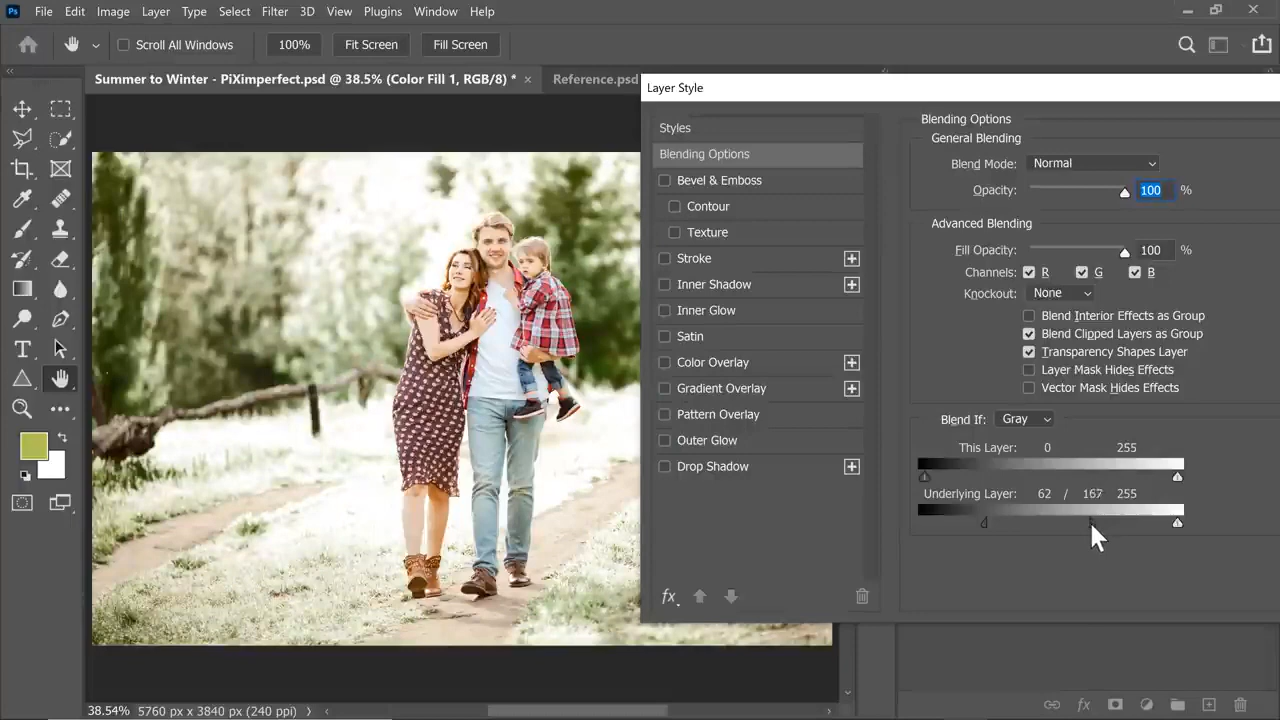 Ps File Edit Image Layer Type Select Filter 3D View Plugins Window Help
Scroll All Windows 100% Fit Screen Fill Screen
Summer to Winter - PiXimperfect.psd @ 38.5% (Color Fill 1, RGB/8) * × Reference.psd
Layer Style
Styles
Blending Options
Bevel & Emboss
Contour
Texture
Stroke
Inner Shadow
Inner Glow
Satin
Color Overlay
Gradient Overlay
Pattern Overlay
Outer Glow
Drop Shadow
fx
Blending Options
General Blending
Blend Mode: Normal
Opacity: 100 %
Advanced Blending
Fill Opacity: 100 %
Channels: R G B
Knockout: None
Blend Interior Effects as Group
Blend Clipped Layers as Group
Transparency Shapes Layer
Layer Mask Hides Effects
Vector Mask Hides Effects
Blend If: Gray
This Layer: 0 255
Underlying Layer: 62 / 167 255
38.54% 5760 px x 3840 px (240 ppi)
fx